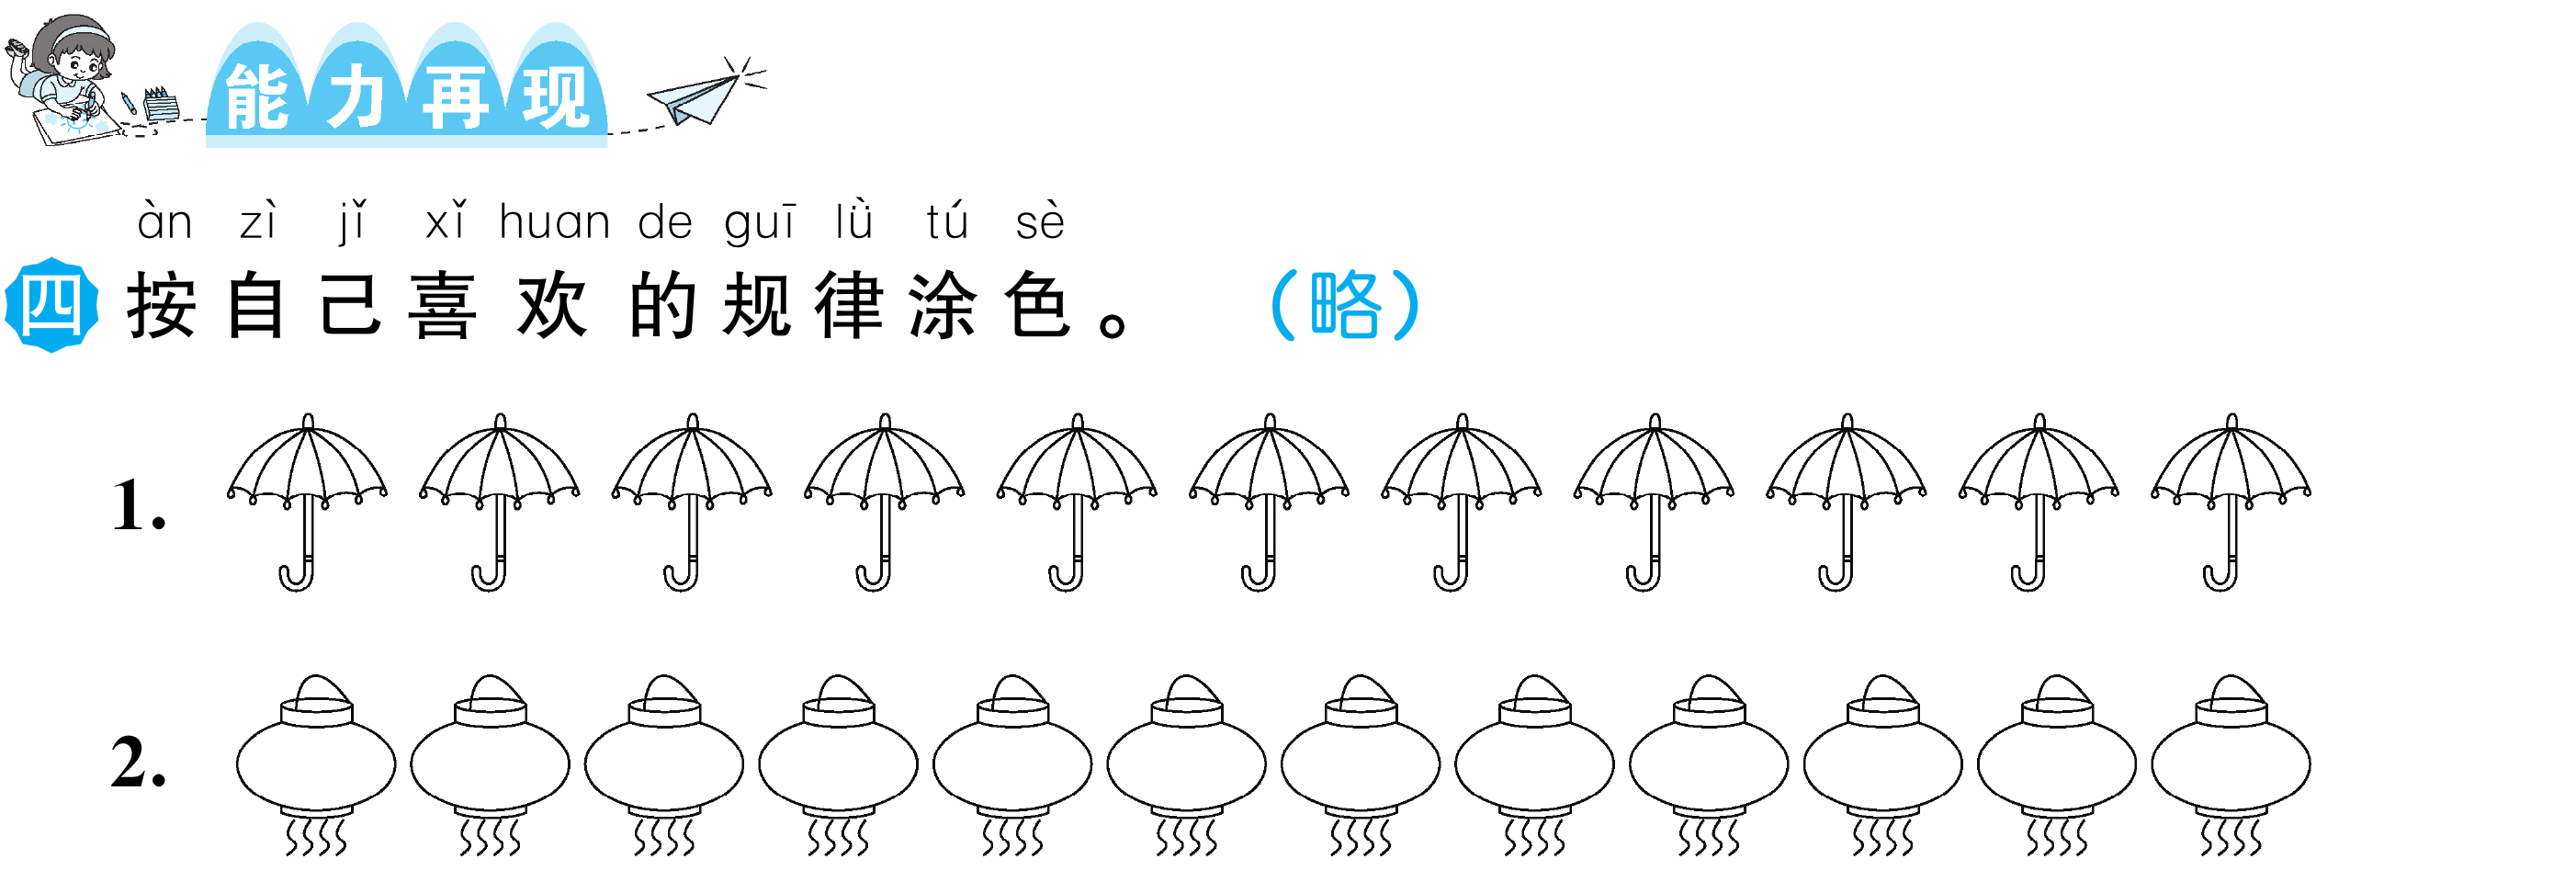 能力再现
àn zì jǐ xǐ huan de guī lǜ tú sè
四 按自己喜欢的规律涂色。 （略）
1.
2.